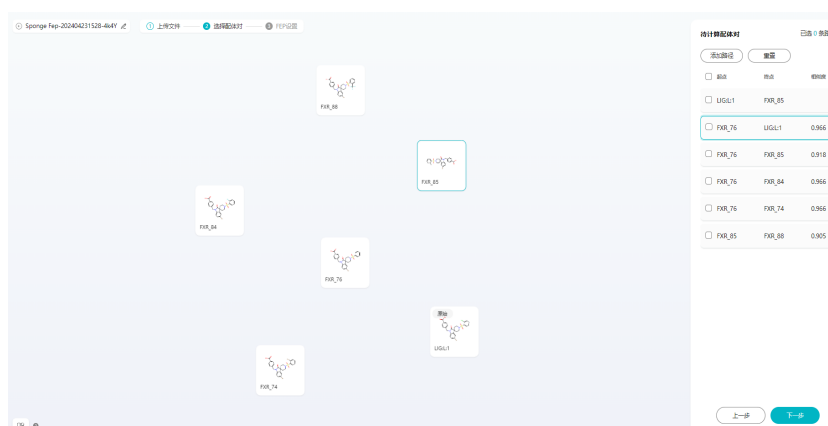 Sponge Fep-202404231528-4k4Y
1 上传文件 2 选择配体对 3 FEP设置
FXR_88
FXR_85
FXR_84
FXR_76
原始
LIG:L:1
FXR_74
待计算配体对 已选 0 条
添加路径 重置
起点 终点 相似度
LIG:L:1 FXR_85
FXR_76 LIG:L:1 0.966
FXR_76 FXR_85 0.918
FXR_76 FXR_84 0.966
FXR_76 FXR_74 0.966
FXR_85 FXR_88 0.905
上一步 下一步